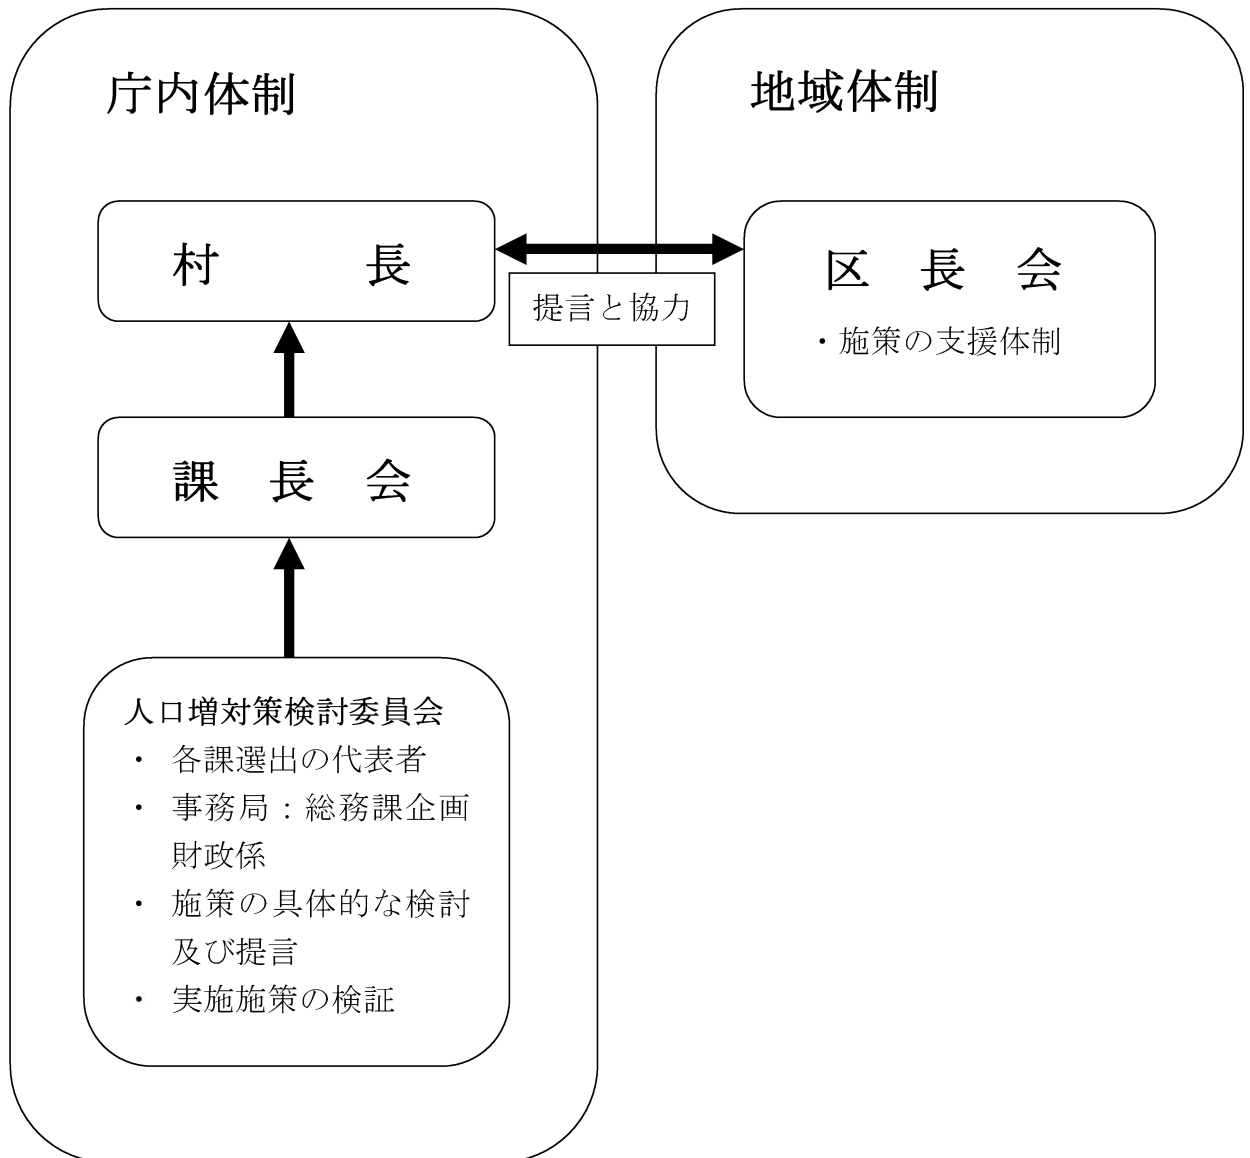 庁内体制
村　　　長
課　長　会
人口増対策検討委員会
・ 各課選出の代表者
・ 事務局：総務課企画
財政係
・ 施策の具体的な検討
及び提言
・ 実施施策の検証
提言と協力
地域体制
区　長　会
・施策の支援体制